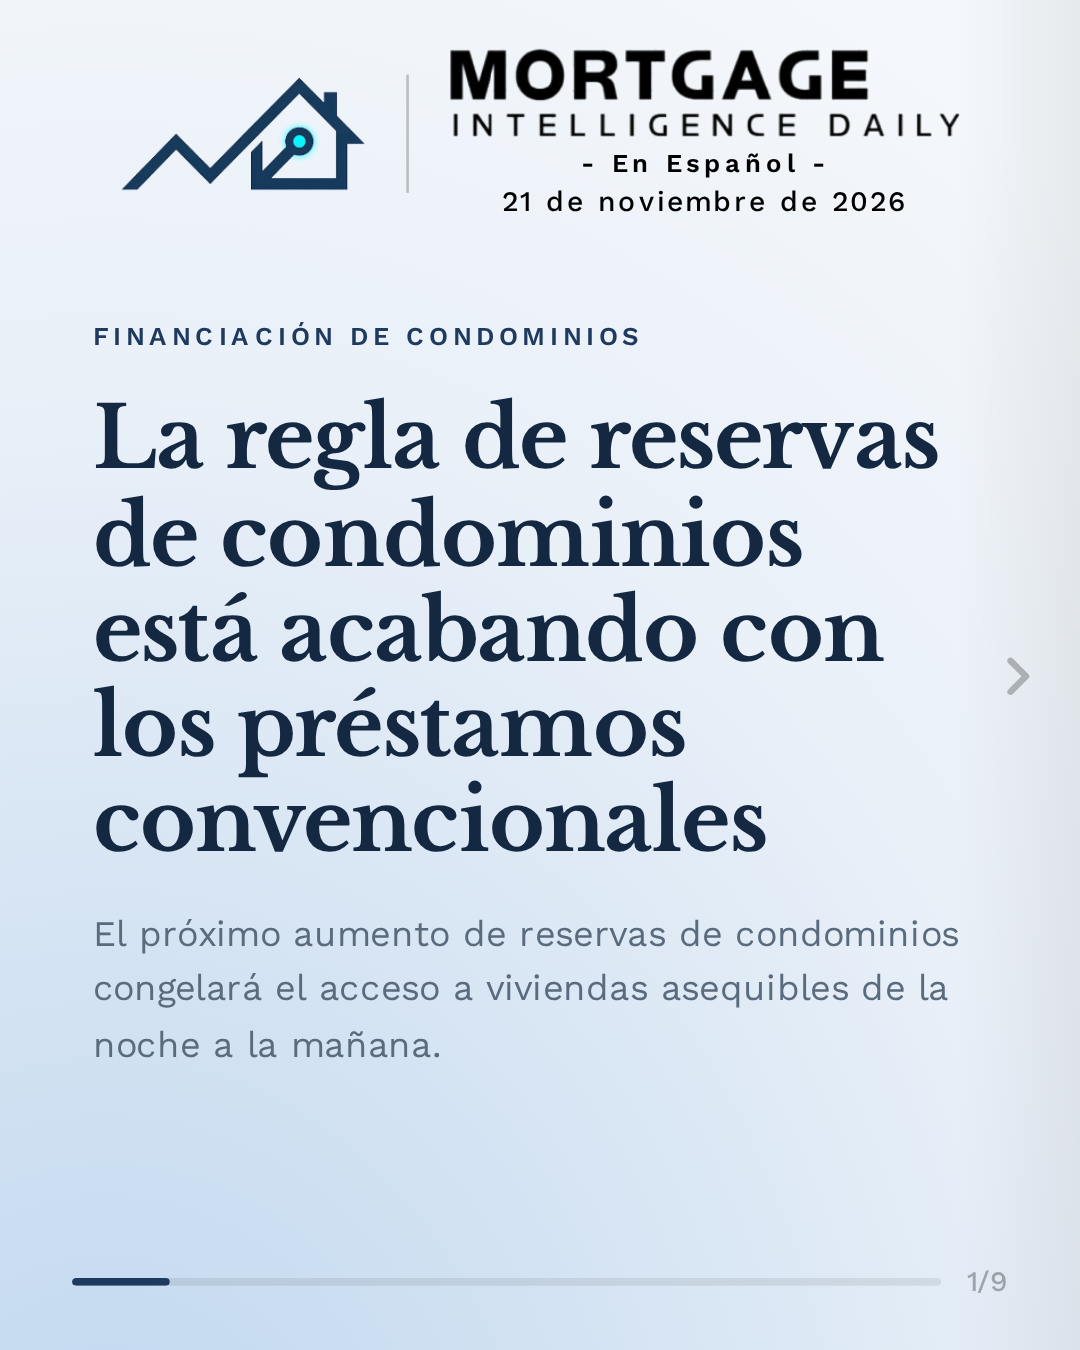 MORTGAGE
INTELLIGENCE DAILY
- En Español -
21 de noviembre de 2026
FINANCIACIÓN DE CONDOMINIOS
La regla de reservas
de condominios
está acabando con
los préstamos
convencionales
El próximo aumento de reservas de condominios
congelará el acceso a viviendas asequibles de la
noche a la mañana.
1/9